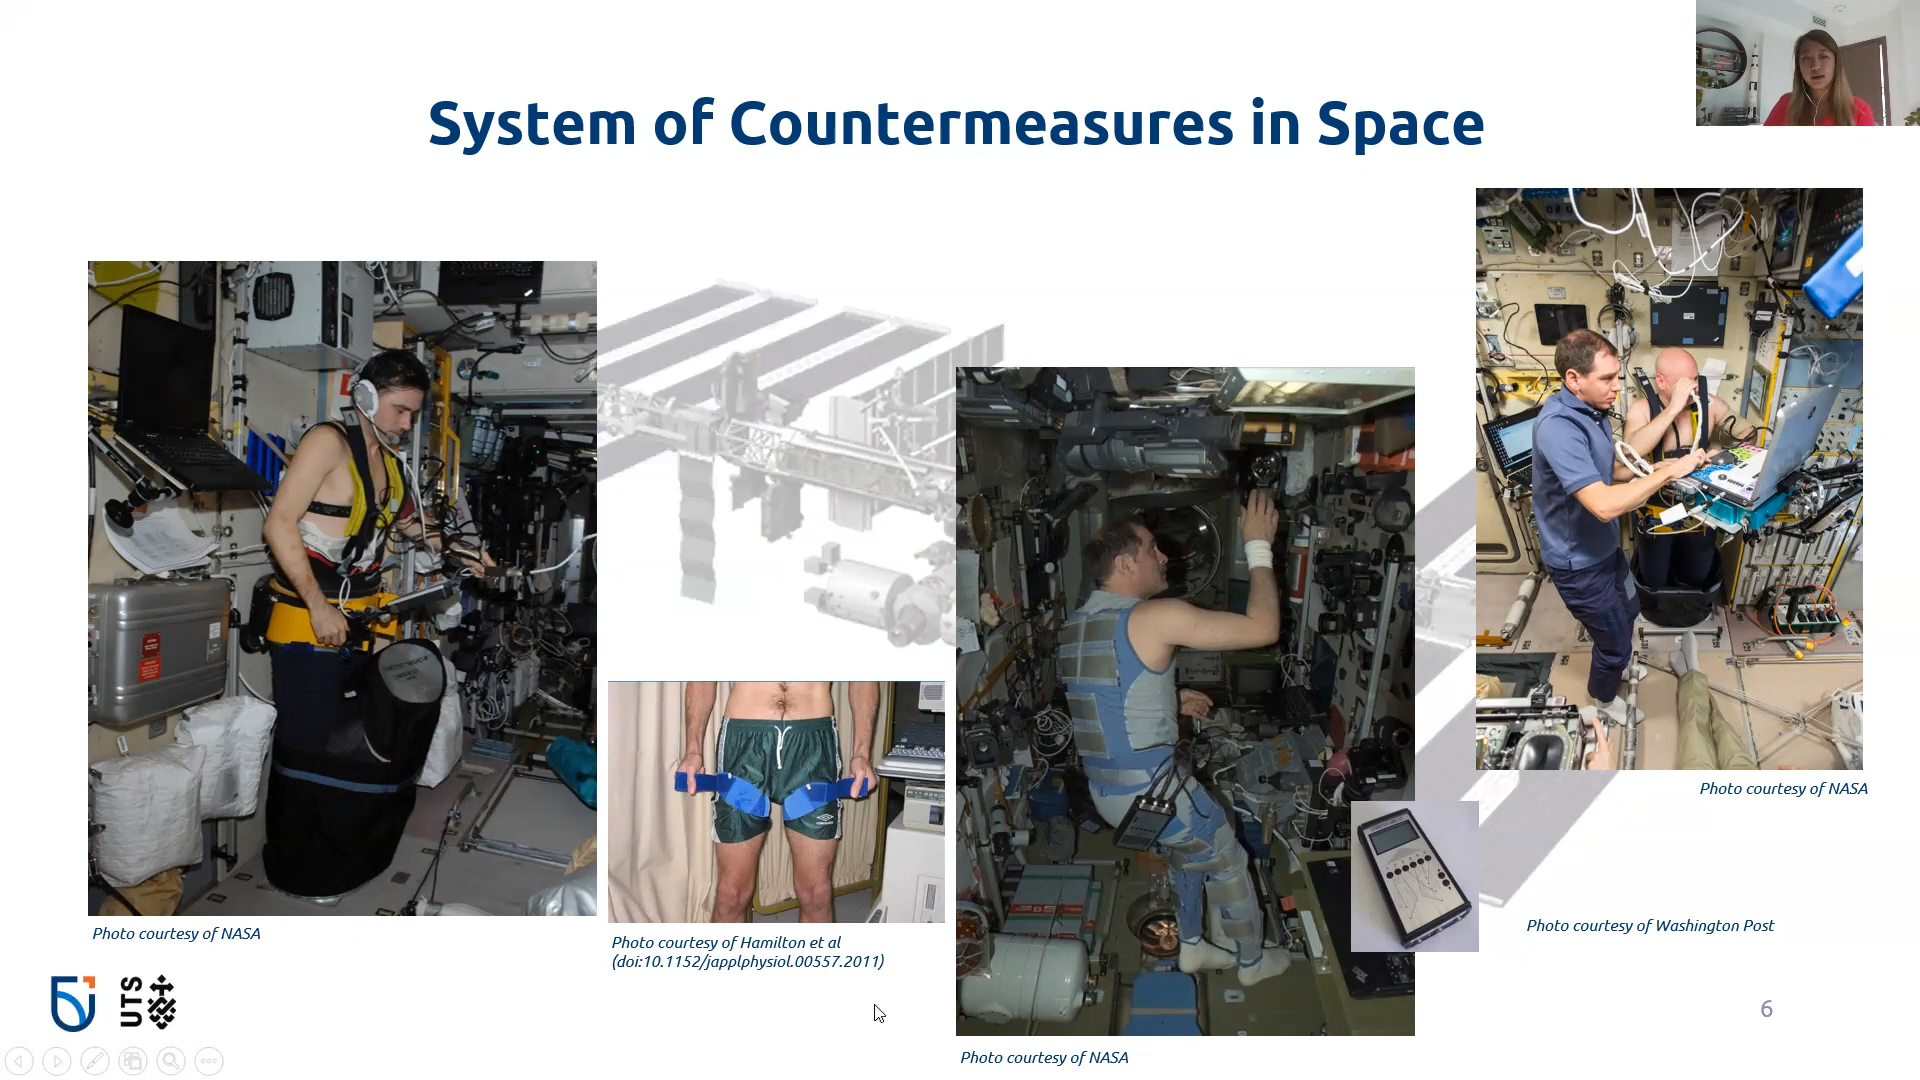 System of Countermeasures in Space
Photo courtesy of NASA
Photo courtesy of Hamilton et al
(doi:10.1152/japplphysiol.00557.2011)
Photo courtesy of NASA
Photo courtesy of NASA
Photo courtesy of Washington Post
UTS
6